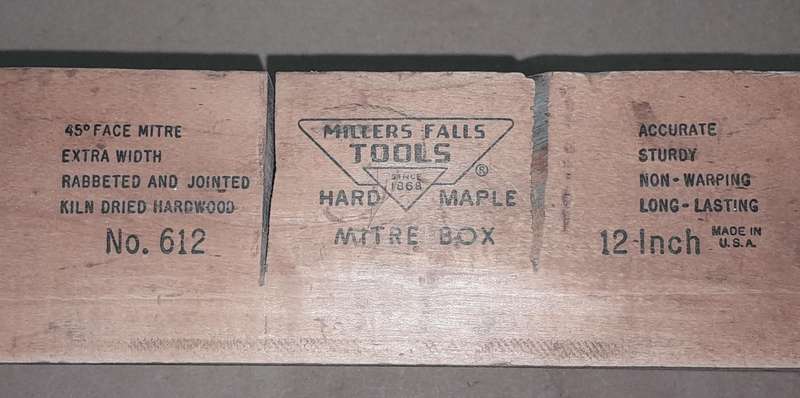 45° FACE MITRE
EXTRA WIDTH
RABBETED AND JOINTED
KILN DRIED HARDWOOD
No. 612
MILLERS FALLS
TOOLS
®
SINCE
1868
HARD MAPLE
MITRE BOX
ACCURATE
STURDY
NON-WARPING
LONG-LASTING
12-Inch
MADE IN
U.S.A.